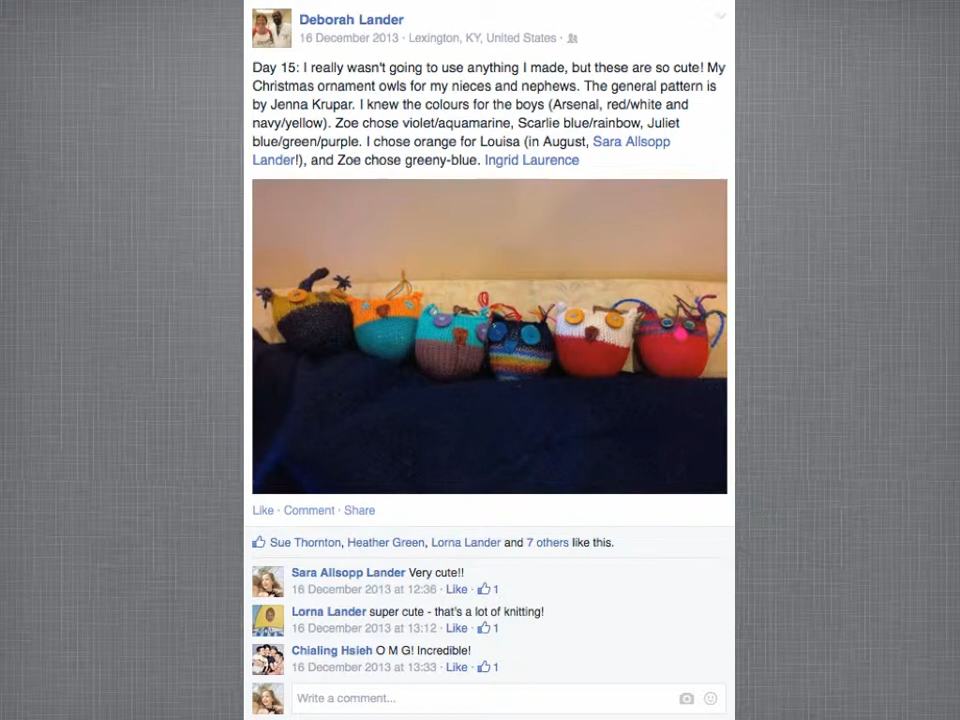 Deborah Lander
16 December 2013 · Lexington, KY, United States ·
Day 15: I really wasn't going to use anything I made, but these are so cute! My
Christmas ornament owls for my nieces and nephews. The general pattern is
by Jenna Krupar. I knew the colours for the boys (Arsenal, red/white and
navy/yellow). Zoe chose violet/aquamarine, Scarlie blue/rainbow, Juliet
blue/green/purple. I chose orange for Louisa (in August, Sara Allsopp
Lander!), and Zoe chose greeny-blue. Ingrid Laurence
Like · Comment · Share
Sue Thornton, Heather Green, Lorna Lander and 7 others like this.
Sara Allsopp Lander Very cute!!
16 December 2013 at 12:36 · Like · 1
Lorna Lander super cute - that's a lot of knitting!
16 December 2013 at 13:12 · Like · 1
Chialing Hsieh O M G! Incredible!
16 December 2013 at 13:33 · Like · 1
Write a comment...